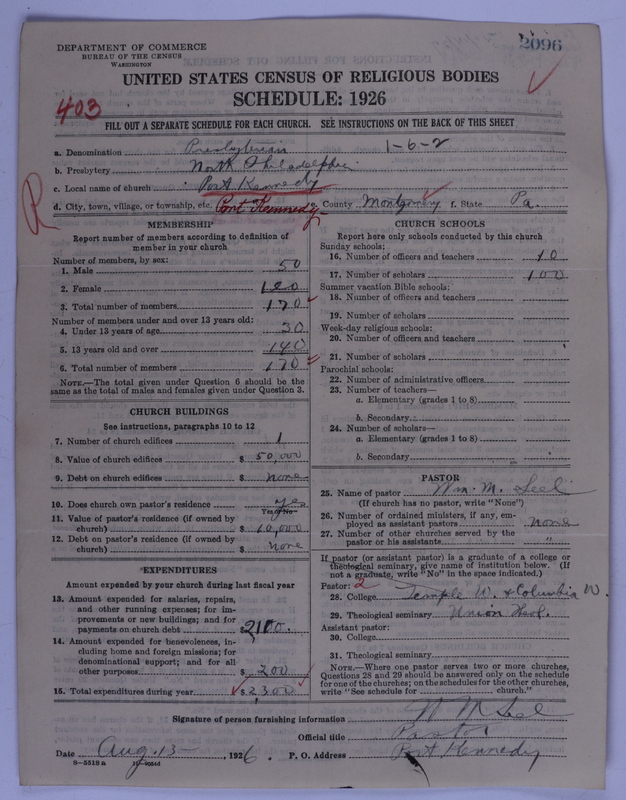 2096
DEPARTMENT OF COMMERCE
BUREAU OF THE CENSUS
WASHINGTON
UNITED STATES CENSUS OF RELIGIOUS BODIES
SCHEDULE: 1926
403
FILL OUT A SEPARATE SCHEDULE FOR EACH CHURCH. SEE INSTRUCTIONS ON THE BACK OF THIS SHEET
a. Denomination Presbyterian 1-6-2
b. Presbytery North Philadelphia
c. Local name of church Port Kennedy
d. City, town, village, or township, etc. Port Kennedy e. County Montgomery f. State Pa.
R
MEMBERSHIP
Report number of members according to definition of
member in your church
Number of members, by sex:
1. Male 50
2. Female 120
3. Total number of members 170
Number of members under and over 13 years old:
4. Under 13 years of age 30
5. 13 years old and over 140
6. Total number of members 170
NOTE.—The total given under Question 6 should be the
same as the total of males and females given under Question 3.
CHURCH BUILDINGS
See instructions, paragraphs 10 to 12
7. Number of church edifices 1
8. Value of church edifices $ 50,000
9. Debt on church edifices $ none
10. Does church own pastor's residence yes
Yes or No
11. Value of pastor's residence (if owned by
church) $ 10,000
12. Debt on pastor's residence (if owned by
church) $ none
EXPENDITURES
Amount expended by your church during last fiscal year
13. Amount expended for salaries, repairs,
and other running expenses; for im-
provements or new buildings; and for
payments on church debt $ 2100.
14. Amount expended for benevolences, in-
cluding home and foreign missions; for
denominational support; and for all
other purposes $ 200
15. Total expenditures during year $ 2,300
CHURCH SCHOOLS
Report here only schools conducted by this church
Sunday schools:
16. Number of officers and teachers 10
17. Number of scholars 100
Summer vacation Bible schools:
18. Number of officers and teachers
19. Number of scholars
Week-day religious schools:
20. Number of officers and teachers
21. Number of scholars
Parochial schools:
22. Number of administrative officers
23. Number of teachers—
a. Elementary (grades 1 to 8)
b. Secondary
24. Number of scholars—
a. Elementary (grades 1 to 8)
b. Secondary
PASTOR
25. Name of pastor Wm. M. Seel
(If church has no pastor, write "None")
26. Number of ordained ministers, if any, em-
ployed as assistant pastors none
27. Number of other churches served by the
pastor or his assistants "
If pastor (or assistant pastor) is a graduate of a college or
theological seminary, give name of institution below. (If
not a graduate, write "No" in the space indicated.)
Pastor: 2
28. College Temple U. & Columbia U.
29. Theological seminary Union Theol.
Assistant pastor:
30. College
31. Theological seminary
NOTE.—Where one pastor serves two or more churches,
Questions 28 and 29 should be answered only on the schedule
for one of the churches; on the schedules for the other churches,
write "See schedule for church."
Signature of person furnishing information W M Seel
Official title Pastor
Date Aug. 13 , 1926. P. O. Address Port Kennedy
8-5518 a